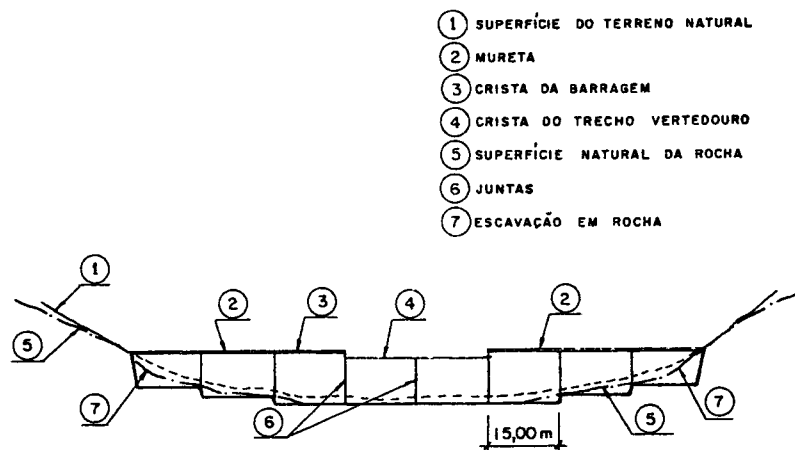 1 SUPERFÍCIE DO TERRENO NATURAL
2 MURETA
3 CRISTA DA BARRAGEM
4 CRISTA DO TRECHO VERTEDOURO
5 SUPERFÍCIE NATURAL DA ROCHA
6 JUNTAS
7 ESCAVAÇÃO EM ROCHA
1
2
3
4
2
5
7
6
15,00 m
5
7